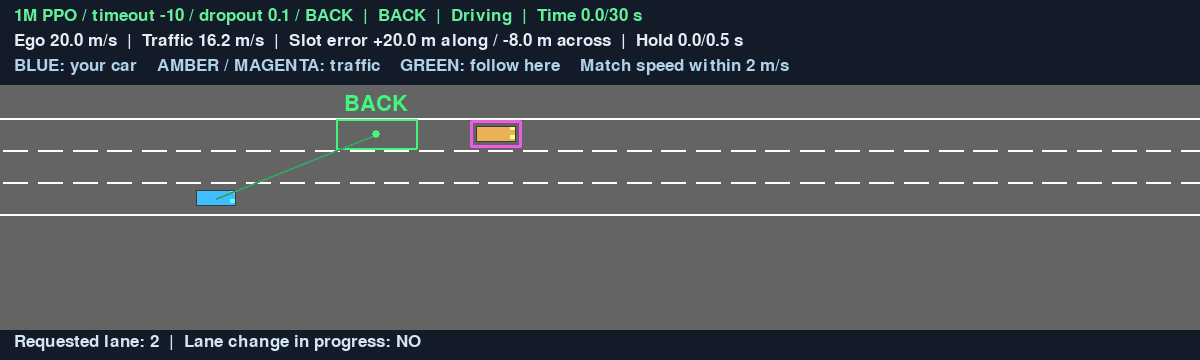 1M PPO / timeout -10 / dropout 0.1 / BACK | BACK | Driving | Time 0.0/30 s
Ego 20.0 m/s | Traffic 16.2 m/s | Slot error +20.0 m along / -8.0 m across | Hold 0.0/0.5 s
BLUE: your car AMBER / MAGENTA: traffic GREEN: follow here Match speed within 2 m/s
BACK
Requested lane: 2 | Lane change in progress: NO